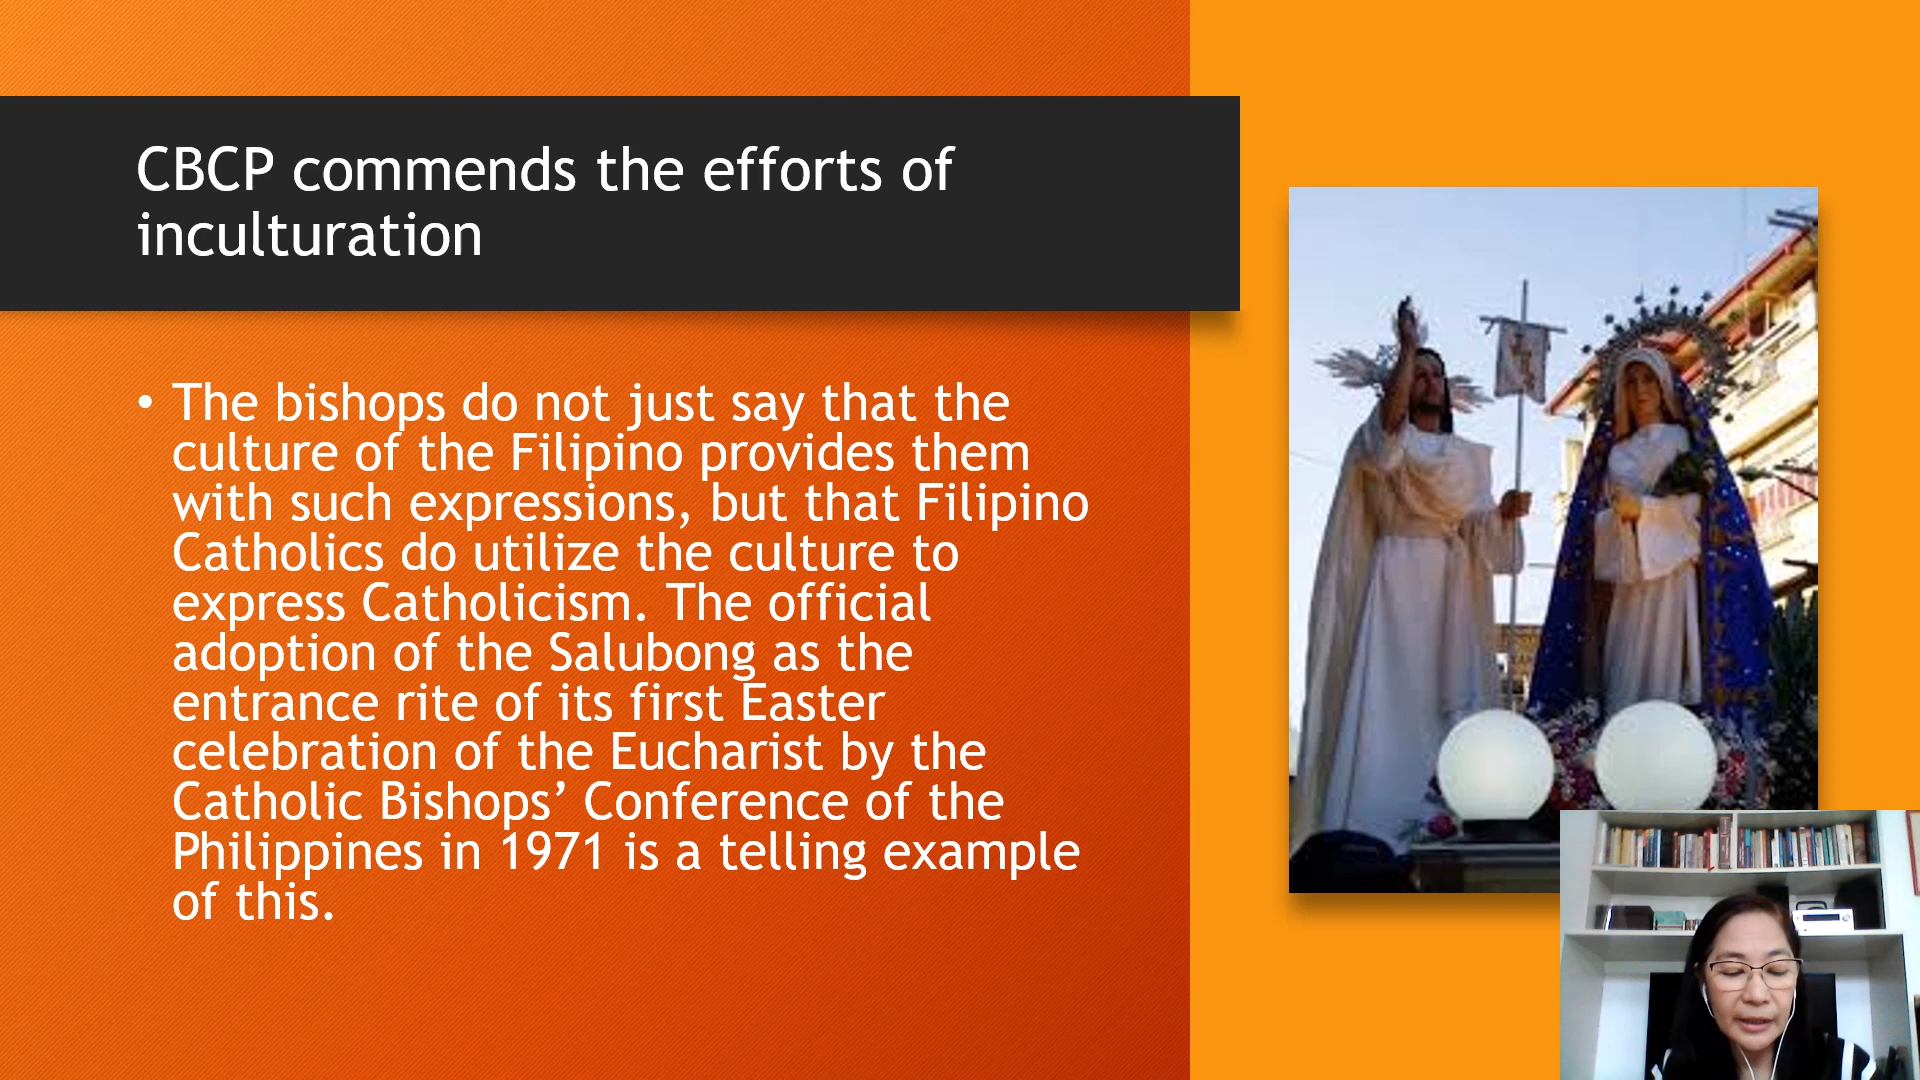 CBCP commends the efforts of
inculturation
• The bishops do not just say that the
culture of the Filipino provides them
with such expressions, but that Filipino
Catholics do utilize the culture to
express Catholicism. The official
adoption of the Salubong as the
entrance rite of its first Easter
celebration of the Eucharist by the
Catholic Bishops’ Conference of the
Philippines in 1971 is a telling example
of this.